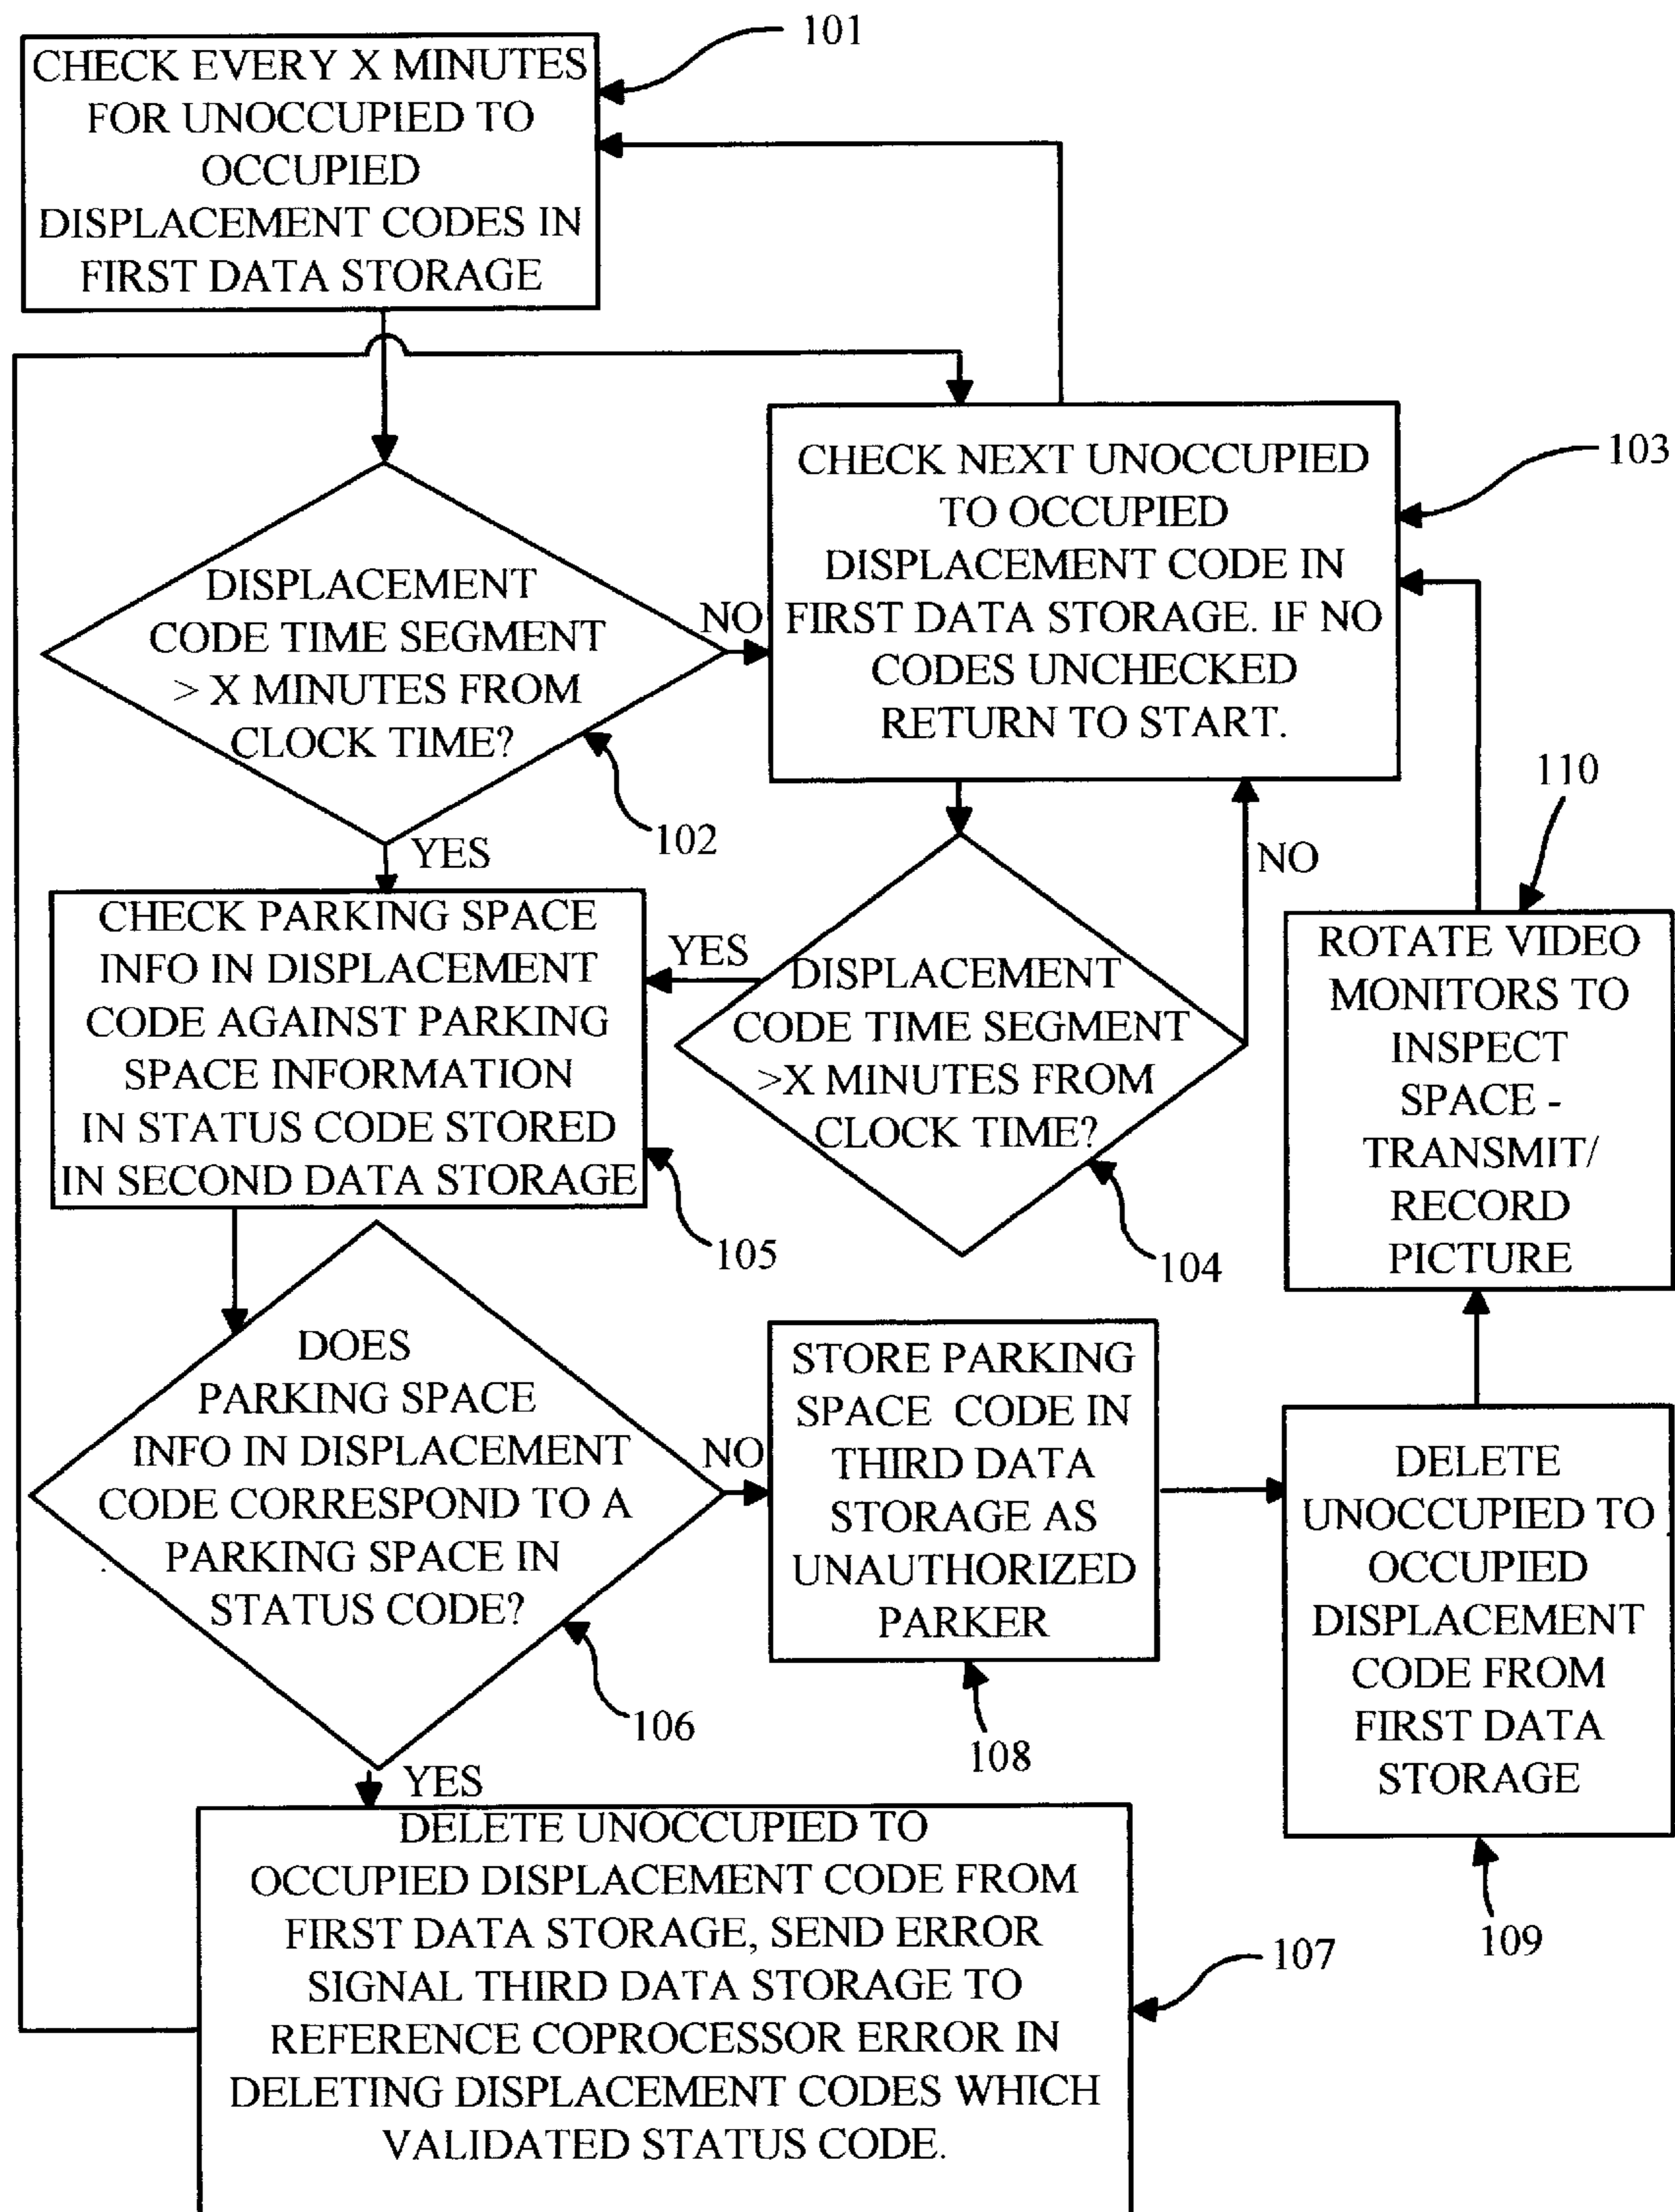 101
CHECK EVERY X MINUTES
FOR UNOCCUPIED TO
OCCUPIED
DISPLACEMENT CODES IN
FIRST DATA STORAGE
DISPLACEMENT
CODE TIME SEGMENT
> X MINUTES FROM
CLOCK TIME?
NO
102
YES
CHECK NEXT UNOCCUPIED
TO OCCUPIED
DISPLACEMENT CODE IN
FIRST DATA STORAGE. IF NO
CODES UNCHECKED
RETURN TO START.
103
DISPLACEMENT
CODE TIME SEGMENT
>X MINUTES FROM
CLOCK TIME?
YES
NO
104
CHECK PARKING SPACE
INFO IN DISPLACEMENT
CODE AGAINST PARKING
SPACE INFORMATION
IN STATUS CODE STORED
IN SECOND DATA STORAGE
105
DOES
PARKING SPACE
INFO IN DISPLACEMENT
CODE CORRESPOND TO A
PARKING SPACE IN
STATUS CODE?
NO
106
YES
DELETE UNOCCUPIED TO
OCCUPIED DISPLACEMENT CODE FROM
FIRST DATA STORAGE, SEND ERROR
SIGNAL THIRD DATA STORAGE TO
REFERENCE COPROCESSOR ERROR IN
DELETING DISPLACEMENT CODES WHICH
VALIDATED STATUS CODE.
107
STORE PARKING
SPACE CODE IN
THIRD DATA
STORAGE AS
UNAUTHORIZED
PARKER
108
DELETE
UNOCCUPIED TO
OCCUPIED
DISPLACEMENT
CODE FROM
FIRST DATA
STORAGE
109
110
ROTATE VIDEO
MONITORS TO
INSPECT
SPACE -
TRANSMIT/
RECORD
PICTURE